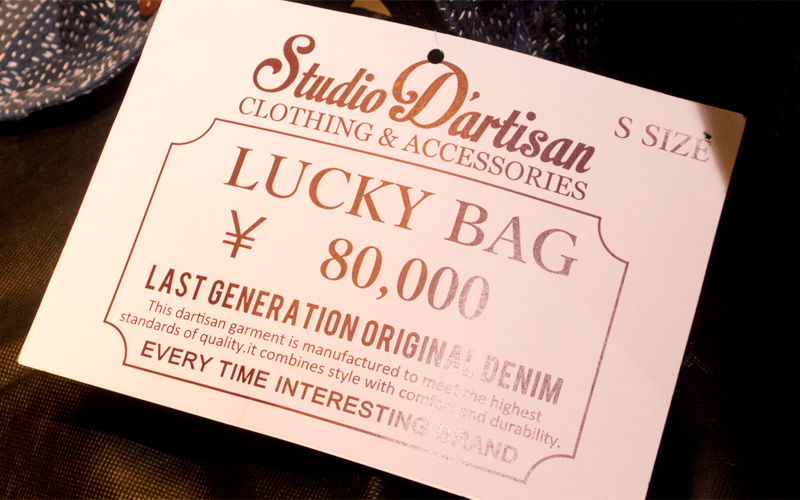 Studio D'artisan
CLOTHING & ACCESSORIES
S SIZE
LUCKY BAG
¥ 80,000
LAST GENERATION ORIGINAL DENIM
This dartisan garment is manufactured to meet the highest
standards of quality.it combines style with comfort and durability.
EVERY TIME INTERESTING BRAND